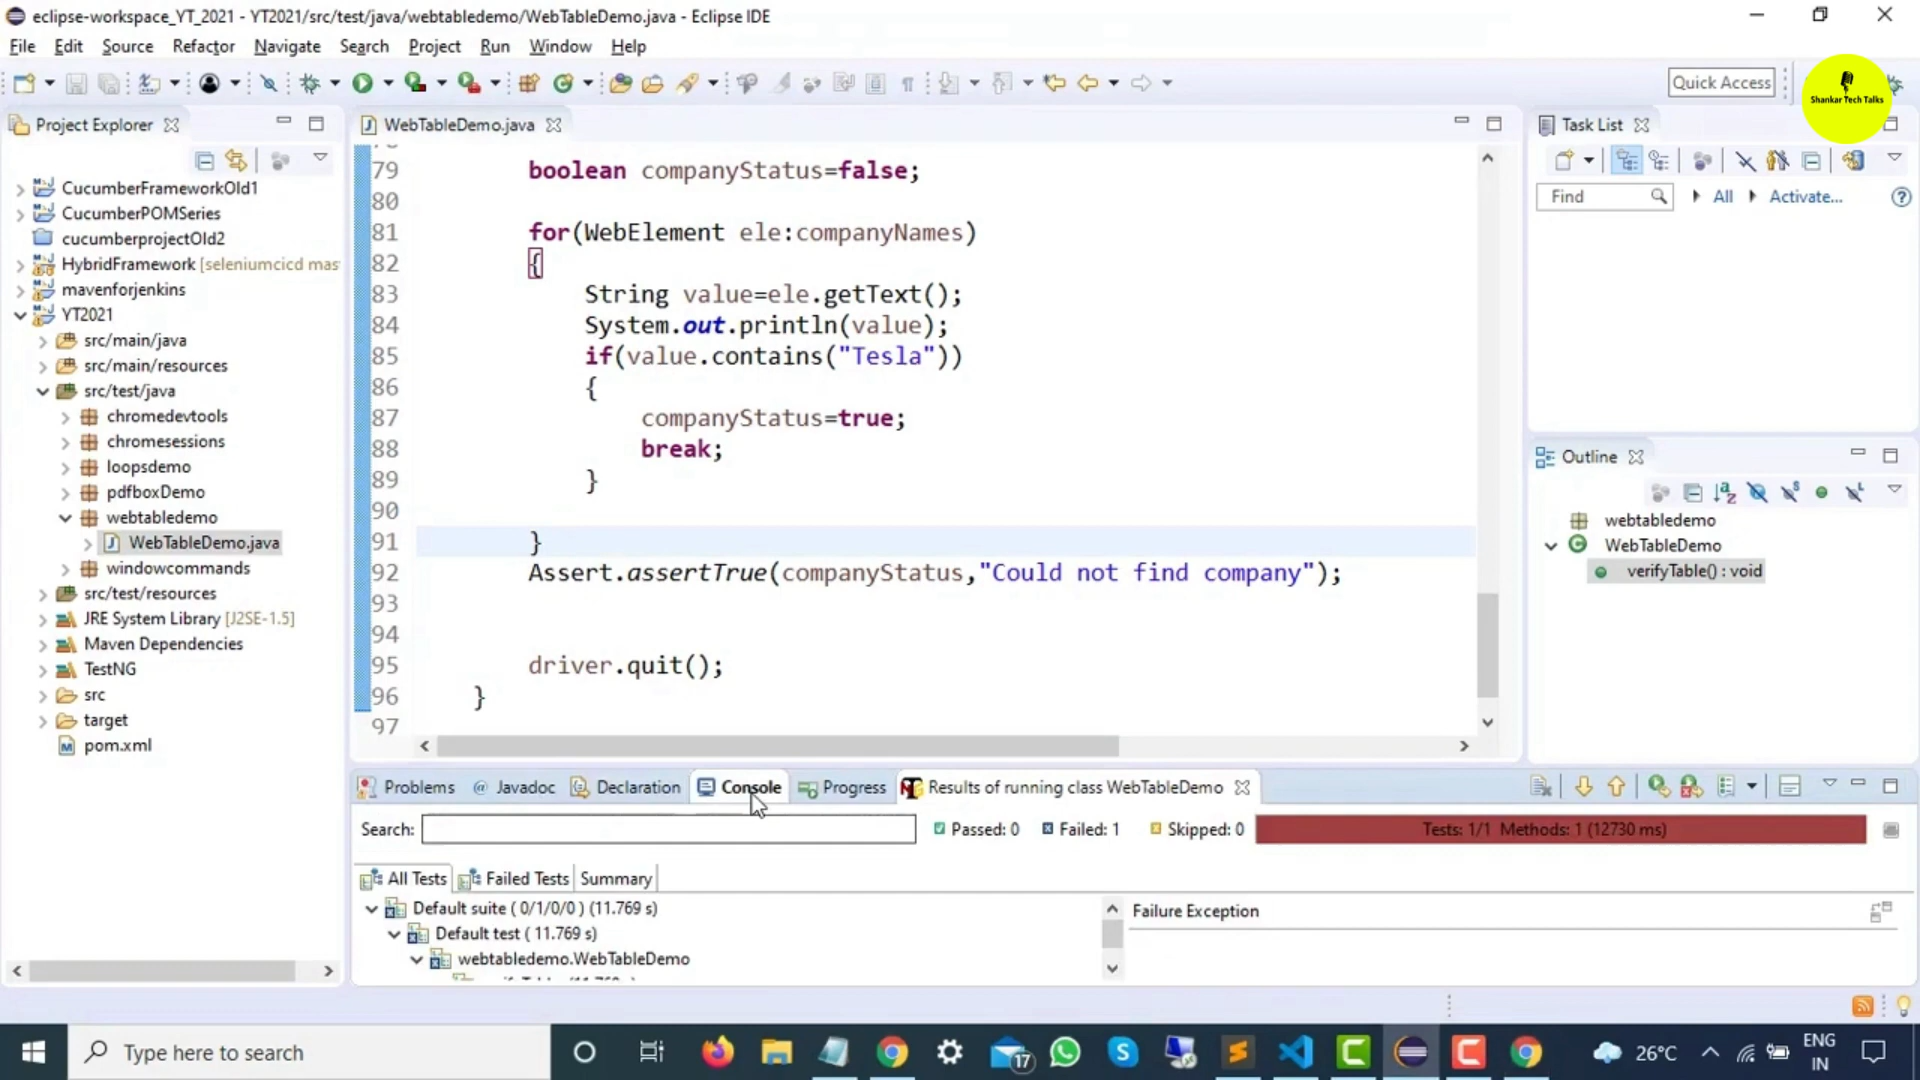 eclipse-workspace_YT_2021 - YT2021/src/test/java/webtabledemo/WebTableDemo.java - Eclipse IDE
File Edit Source Refactor Navigate Search Project Run Window Help
Quick Access
Shankar Tech Talks
Project Explorer
CucumberFrameworkOld1
CucumberPOMSeries
cucumberprojectOld2
HybridFramework [seleniumcicd mas
mavenforjenkins
YT2021
src/main/java
src/main/resources
src/test/java
chromedevtools
chromesessions
loopsdemo
pdfboxDemo
webtabledemo
WebTableDemo.java
windowcommands
src/test/resources
JRE System Library [J2SE-1.5]
Maven Dependencies
TestNG
src
target
pom.xml
WebTableDemo.java
79 boolean companyStatus=false;
80
81 for(WebElement ele:companyNames)
82 {
83 String value=ele.getText();
84 System.out.println(value);
85 if(value.contains("Tesla"))
86 {
87 companyStatus=true;
88 break;
89 }
90
91 }
92 Assert.assertTrue(companyStatus,"Could not find company");
93
94
95 driver.quit();
96 }
97
Task List
Find All Activate...
Outline
webtabledemo
WebTableDemo
verifyTable() : void
Problems @ Javadoc Declaration Console Progress Results of running class WebTableDemo
Search: Passed: 0 Failed: 1 Skipped: 0 Tests: 1/1 Methods: 1 (12730 ms)
All Tests Failed Tests Summary
Default suite ( 0/1/0/0 ) (11.769 s)
Default test ( 11.769 s)
webtabledemo.WebTableDemo
Failure Exception
Type here to search
17
26°C
ENG
IN